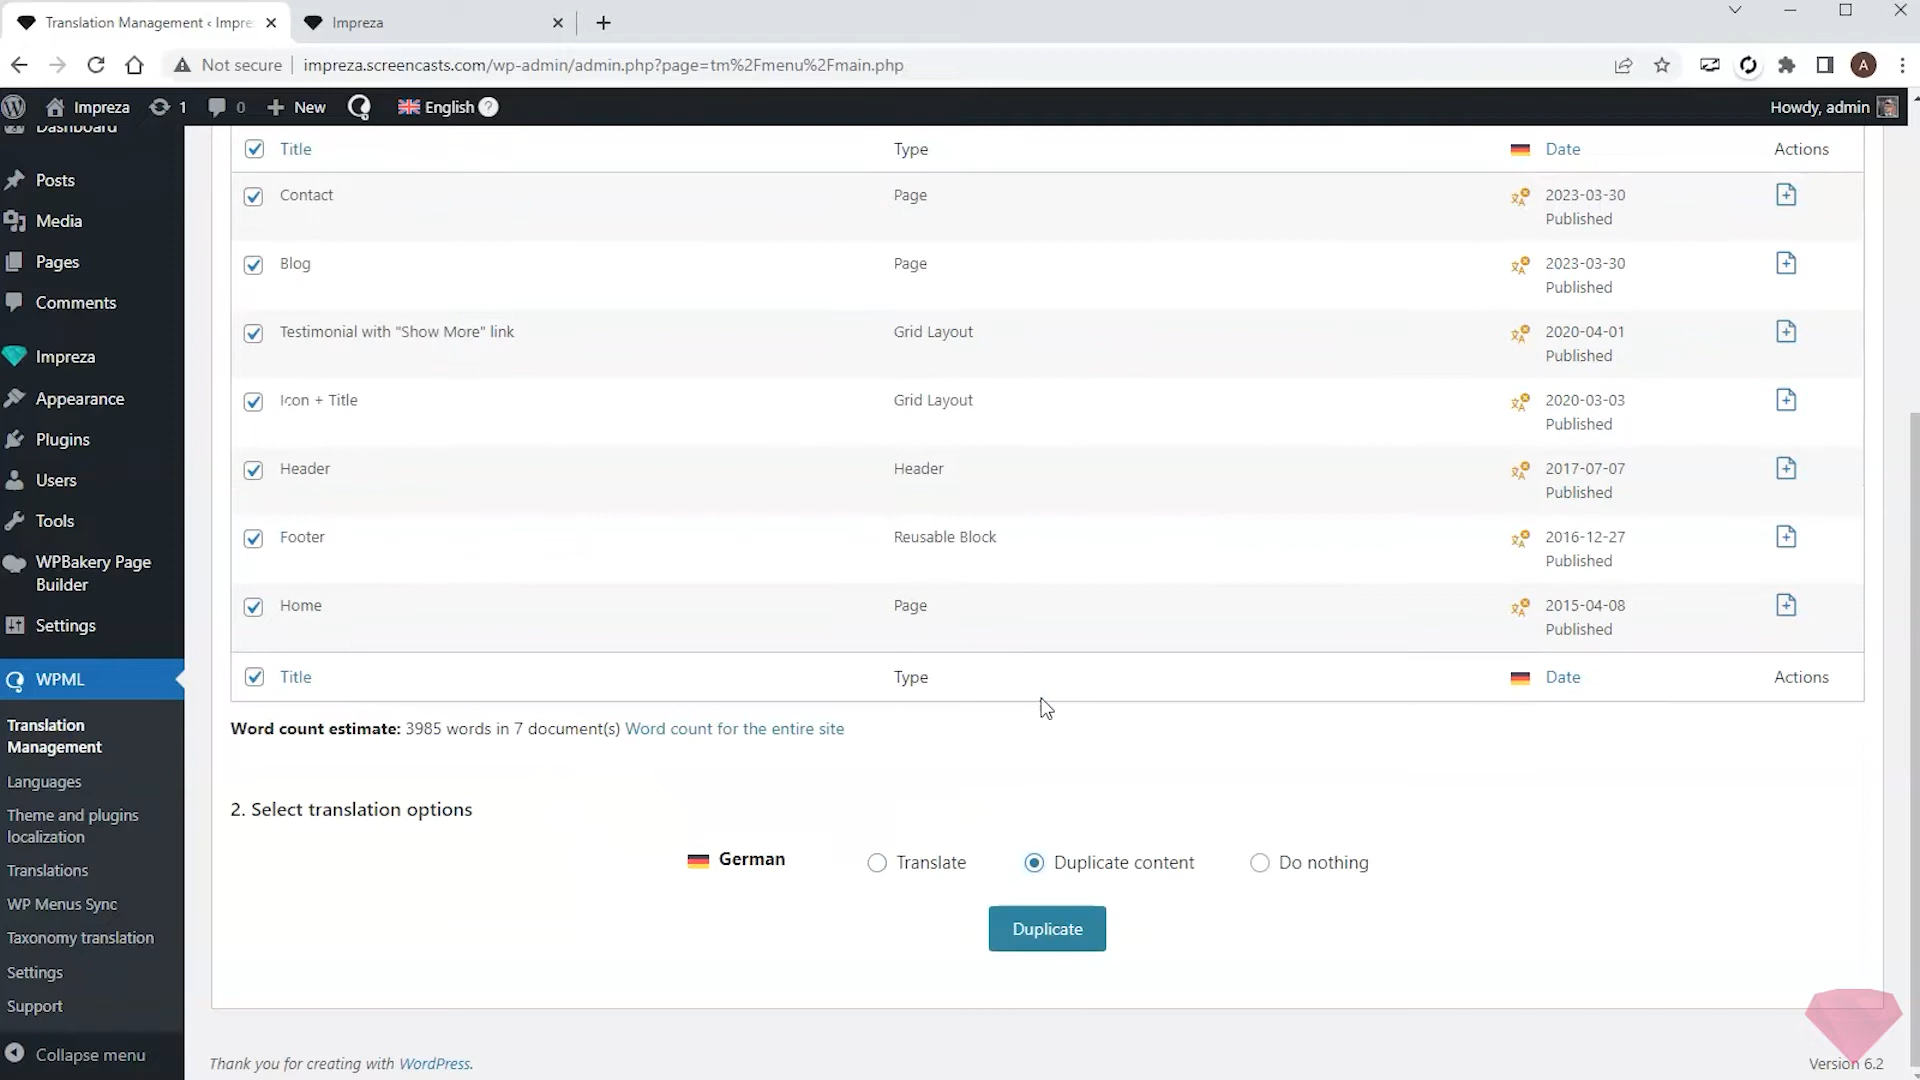 Translation Management ‹ Impre
Impreza
Not secure
impreza.screencasts.com/wp-admin/admin.php?page=tm%2Fmenu%2Fmain.php
A
Impreza
1
0
New
English
?
Howdy, admin
Dashboard
Posts
Media
Pages
Comments
Impreza
Appearance
Plugins
Users
Tools
WPBakery Page
Builder
Settings
WPML
Translation
Management
Languages
Theme and plugins
localization
Translations
WP Menus Sync
Taxonomy translation
Settings
Support
Collapse menu
Title Type Date Actions
Contact Page 2023-03-30
Published
Blog Page 2023-03-30
Published
Testimonial with "Show More" link Grid Layout 2020-04-01
Published
Icon + Title Grid Layout 2020-03-03
Published
Header Header 2017-07-07
Published
Footer Reusable Block 2016-12-27
Published
Home Page 2015-04-08
Published
Title Type Date Actions
Word count estimate: 3985 words in 7 document(s) Word count for the entire site
2. Select translation options
German Translate Duplicate content Do nothing
Duplicate
Thank you for creating with WordPress.
Version 6.2